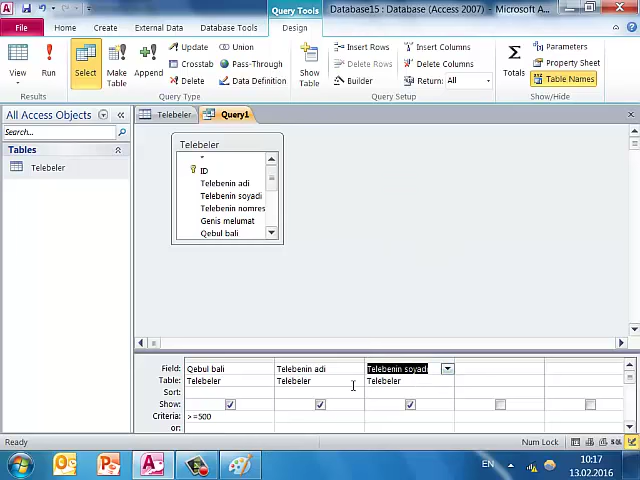 Query Tools
Database15 : Database (Access 2007) - Microsoft A...
File
Home
Create
External Data
Database Tools
Design
View
Run
Select
Make Table
Append
Update
Crosstab
Delete
Union
Pass-Through
Data Definition
Show Table
Insert Rows
Delete Rows
Builder
Insert Columns
Delete Columns
Return: All
Totals
Parameters
Property Sheet
Table Names
Results
Query Type
Query Setup
Show/Hide
All Access Objects
Search...
Tables
Telebeler
Telebeler
Query1
Telebeler
*
ID
Telebenin adi
Telebenin soyadi
Telebenin nomres
Genis melumat
Qebul bali
Field: Qebul bali Telebenin adi Telebenin soyadi
Table: Telebeler Telebeler Telebeler
Sort:
Show:
Criteria: >=500
or:
Ready
Num Lock
SQL
EN
10:17
13.02.2016